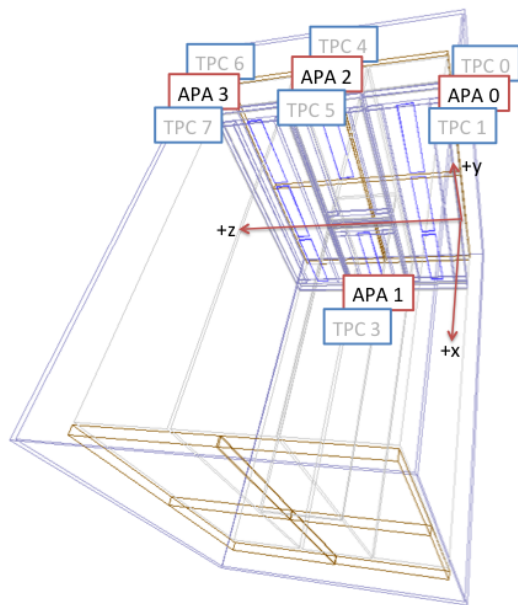 TPC 4
TPC 6
TPC 0
APA 2
APA 3
APA 0
TPC 5
TPC 7
TPC 1
+y
+z
APA 1
TPC 3
+x